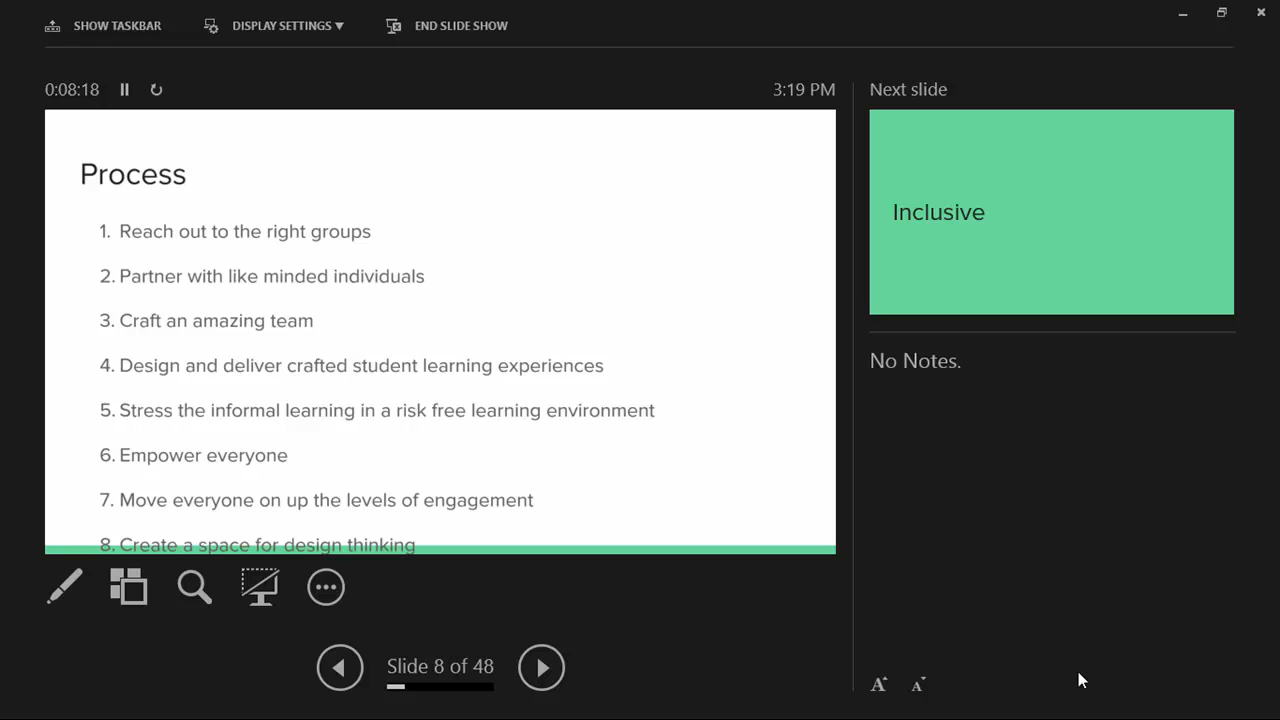 SHOW TASKBAR
DISPLAY SETTINGS ▼
END SLIDE SHOW
0:08:18
3:19 PM
Process
1. Reach out to the right groups
2. Partner with like minded individuals
3. Craft an amazing team
4. Design and deliver crafted student learning experiences
5. Stress the informal learning in a risk free learning environment
6. Empower everyone
7. Move everyone on up the levels of engagement
8. Create a space for design thinking
Slide 8 of 48
Next slide
Inclusive
No Notes.
A A